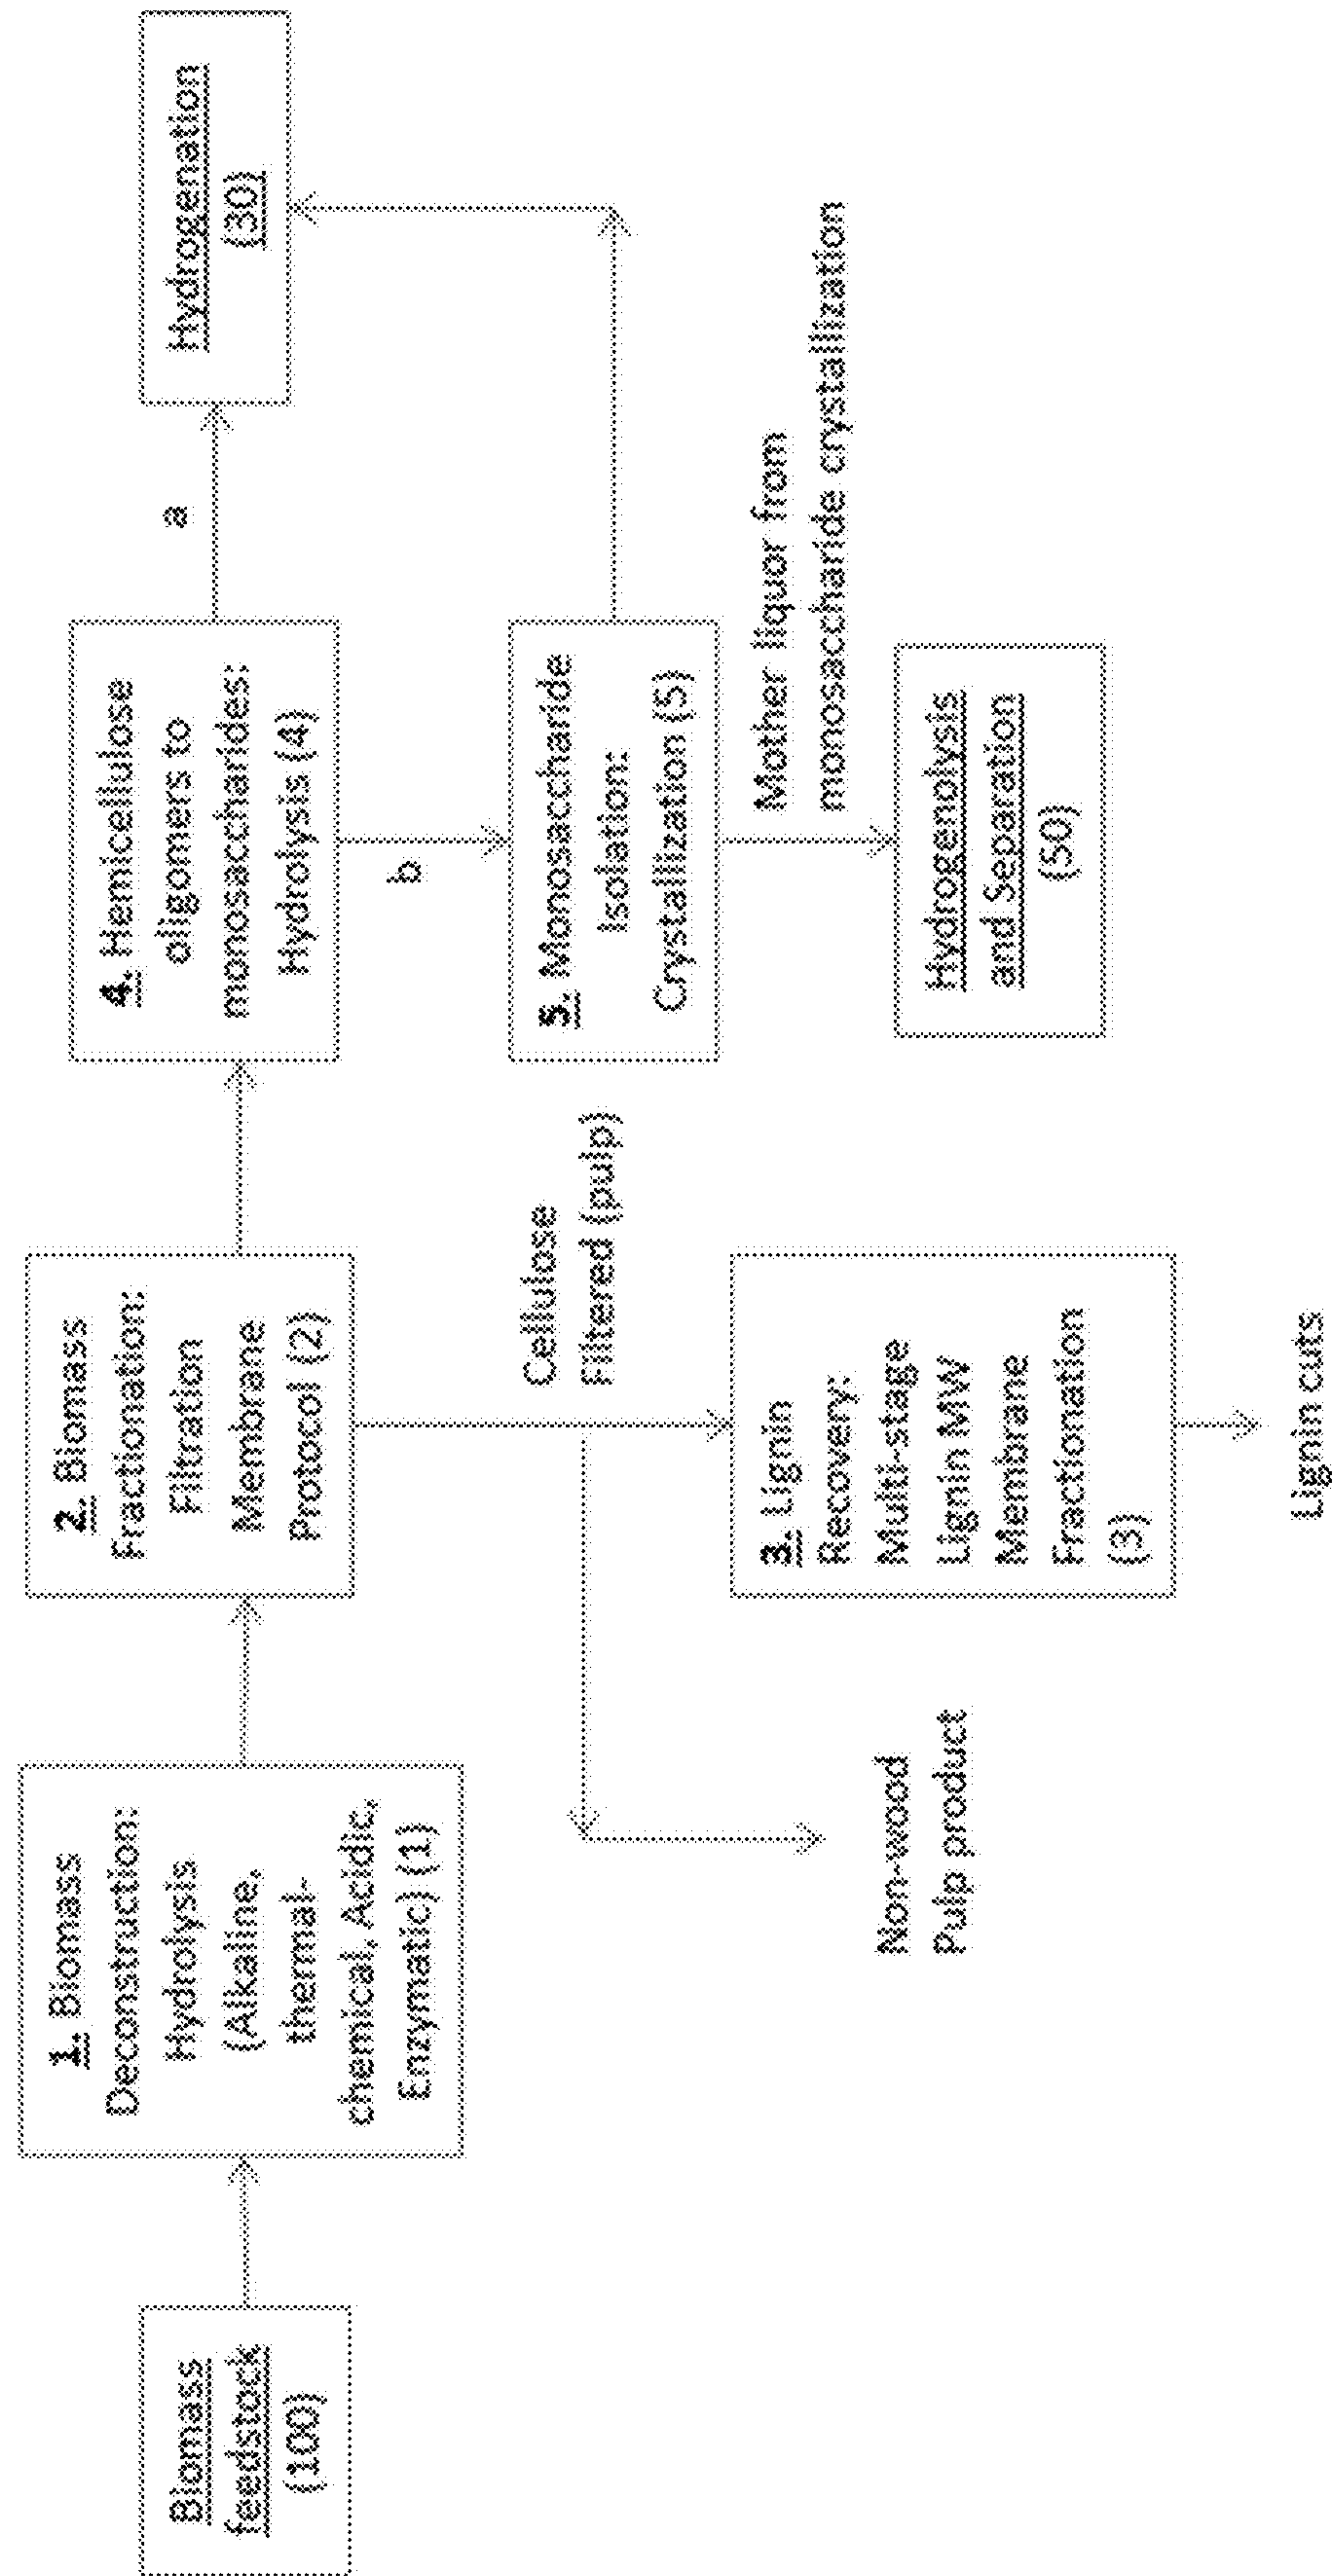 Biomass
feedstock
(100)
1. Biomass
Deconstruction:
Hydrolysis
(Alkaline,
thermal-
chemical, Acidic,
Enzymatic) (1)
2. Biomass
Fractionation:
Filtration
Membrane
Protocol (2)
4. Hemicellulose
oligomers to
monosaccharides:
Hydrolysis (4)
a
Hydrogenation
(30)
b
Cellulose
Filtered (pulp)
5. Monosaccharide
Isolation:
Crystallization (5)
Mother liquor from
monosaccharide crystallization
Non-wood
Pulp product
3. Lignin
Recovery:
Multi-stage
Lignin MW
Membrane
Fractionation
(3)
Hydrogenolysis
and Separation
(50)
Lignin cuts